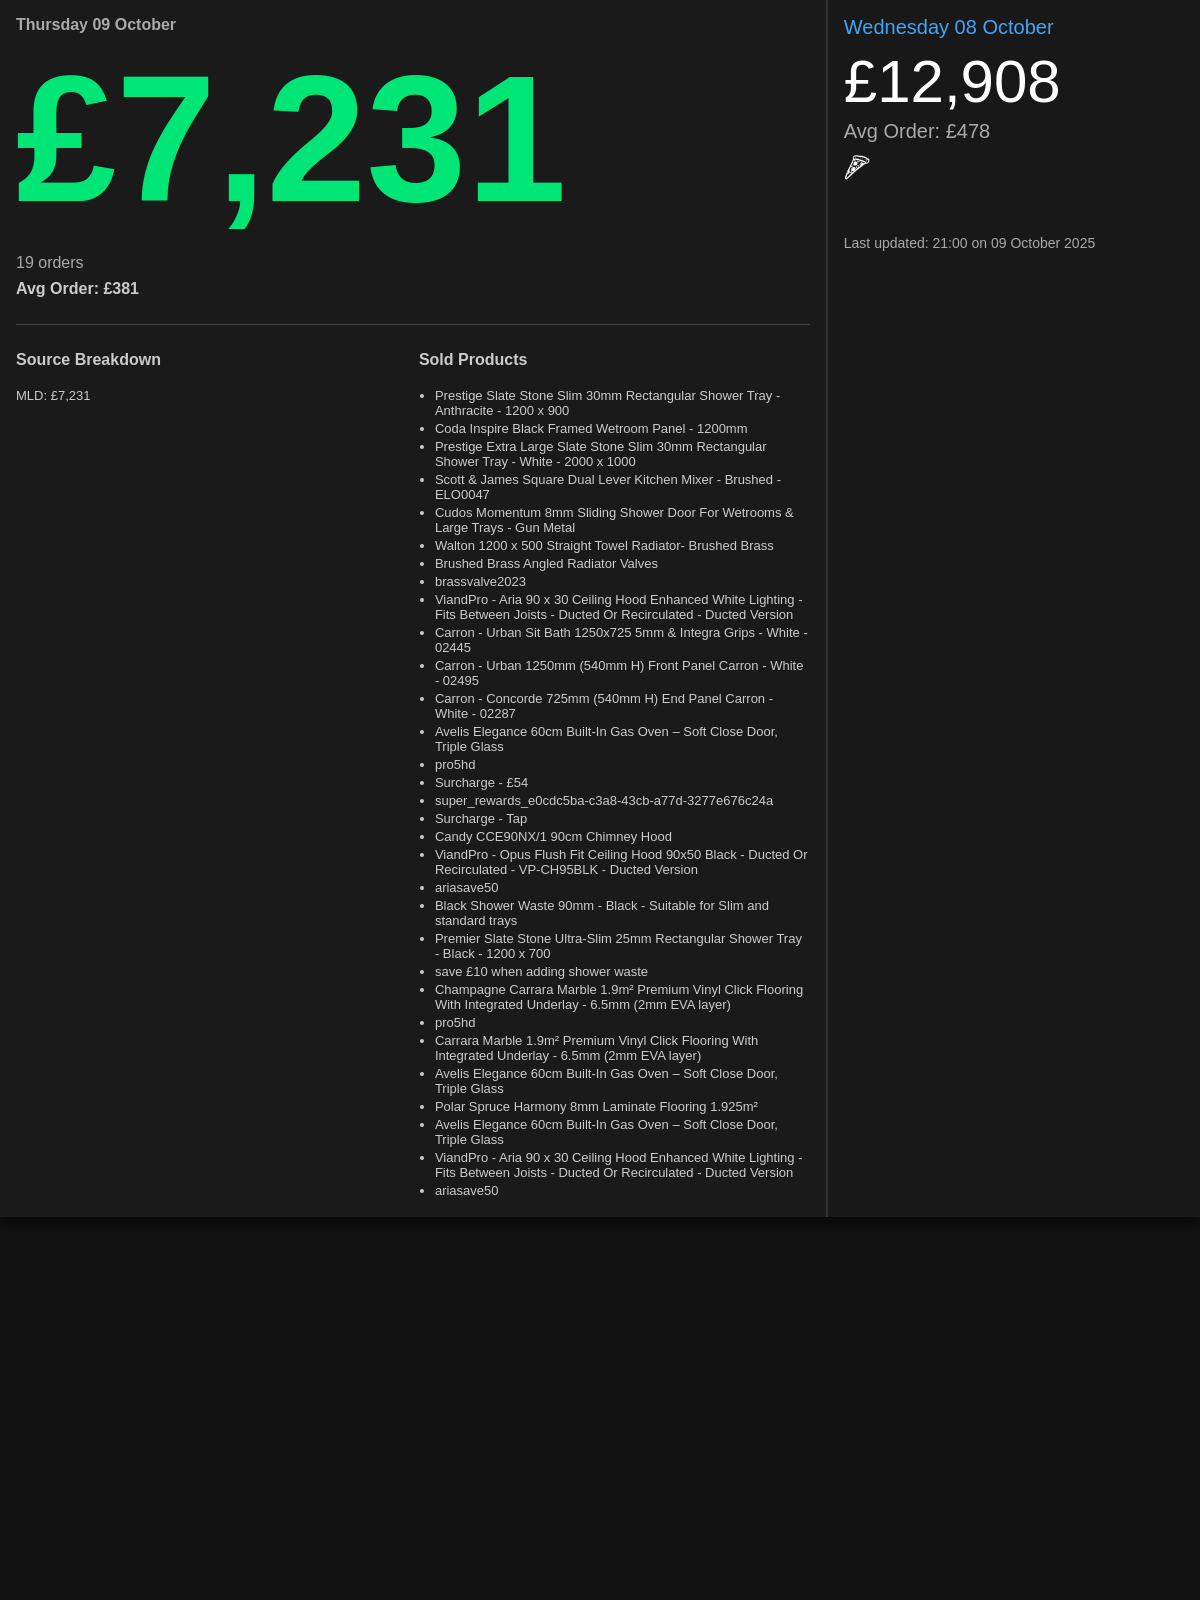 Thursday 09 October
£7,231
19 orders
Avg Order: £381
Source Breakdown
MLD: £7,231
Sold Products
Prestige Slate Stone Slim 30mm Rectangular Shower Tray -
Anthracite - 1200 x 900
Coda Inspire Black Framed Wetroom Panel - 1200mm
Prestige Extra Large Slate Stone Slim 30mm Rectangular
Shower Tray - White - 2000 x 1000
Scott & James Square Dual Lever Kitchen Mixer - Brushed -
ELO0047
Cudos Momentum 8mm Sliding Shower Door For Wetrooms &
Large Trays - Gun Metal
Walton 1200 x 500 Straight Towel Radiator- Brushed Brass
Brushed Brass Angled Radiator Valves
brassvalve2023
ViandPro - Aria 90 x 30 Ceiling Hood Enhanced White Lighting -
Fits Between Joists - Ducted Or Recirculated - Ducted Version
Carron - Urban Sit Bath 1250x725 5mm & Integra Grips - White -
02445
Carron - Urban 1250mm (540mm H) Front Panel Carron - White
- 02495
Carron - Concorde 725mm (540mm H) End Panel Carron -
White - 02287
Avelis Elegance 60cm Built-In Gas Oven – Soft Close Door,
Triple Glass
pro5hd
Surcharge - £54
super_rewards_e0cdc5ba-c3a8-43cb-a77d-3277e676c24a
Surcharge - Tap
Candy CCE90NX/1 90cm Chimney Hood
ViandPro - Opus Flush Fit Ceiling Hood 90x50 Black - Ducted Or
Recirculated - VP-CH95BLK - Ducted Version
ariasave50
Black Shower Waste 90mm - Black - Suitable for Slim and
standard trays
Premier Slate Stone Ultra-Slim 25mm Rectangular Shower Tray
- Black - 1200 x 700
save £10 when adding shower waste
Champagne Carrara Marble 1.9m² Premium Vinyl Click Flooring
With Integrated Underlay - 6.5mm (2mm EVA layer)
pro5hd
Carrara Marble 1.9m² Premium Vinyl Click Flooring With
Integrated Underlay - 6.5mm (2mm EVA layer)
Avelis Elegance 60cm Built-In Gas Oven – Soft Close Door,
Triple Glass
Polar Spruce Harmony 8mm Laminate Flooring 1.925m²
Avelis Elegance 60cm Built-In Gas Oven – Soft Close Door,
Triple Glass
ViandPro - Aria 90 x 30 Ceiling Hood Enhanced White Lighting -
Fits Between Joists - Ducted Or Recirculated - Ducted Version
ariasave50
Wednesday 08 October
£12,908
Avg Order: £478
Last updated: 21:00 on 09 October 2025